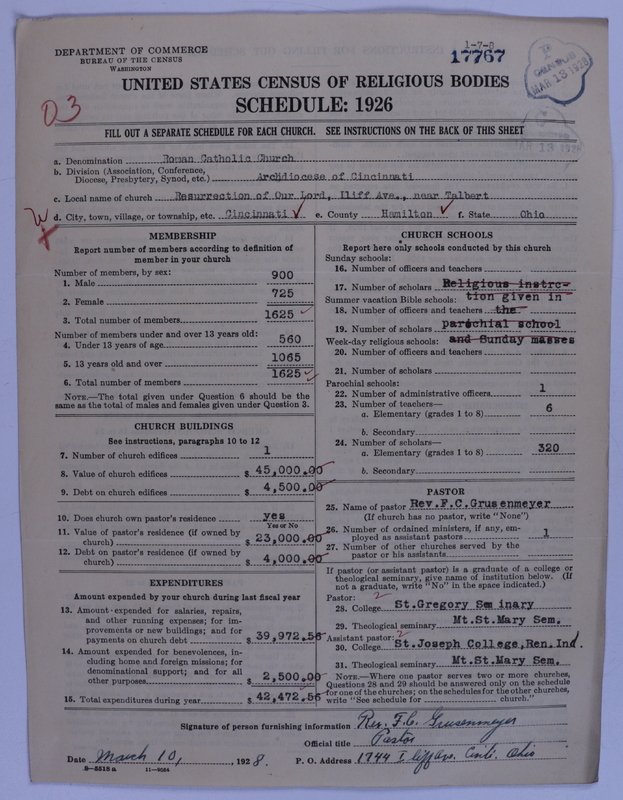 1-7-8
DEPARTMENT OF COMMERCE
BUREAU OF THE CENSUS
WASHINGTON
17767
CENSUS
MAR 13 1928
UNITED STATES CENSUS OF RELIGIOUS BODIES
SCHEDULE: 1926
D3
MAR 13 1928
FILL OUT A SEPARATE SCHEDULE FOR EACH CHURCH. SEE INSTRUCTIONS ON THE BACK OF THIS SHEET
a. Denomination Roman Catholic Church
b. Division (Association, Conference, Diocese, Presbytery, Synod, etc.) Archdiocese of Cincinnati
c. Local name of church Resurrection of Our Lord, Iliff Ave., near Talbert
d. City, town, village, or township, etc. Cincinnati e. County Hamilton f. State Ohio
MEMBERSHIP
Report number of members according to definition of
member in your church
Number of members, by sex:
1. Male 900
2. Female 725
3. Total number of members 1625
Number of members under and over 13 years old:
4. Under 13 years of age 560
5. 13 years old and over 1065
6. Total number of members 1625
NOTE.—The total given under Question 6 should be
same as the total of males and females given under Question 3.
CHURCH BUILDINGS
See instructions, paragraphs 10 to 12
7. Number of church edifices 1
8. Value of church edifices $ 45,000.00
9. Debt on church edifices $ 4,500.00
10. Does church own pastor's residence yes
Yes or No
11. Value of pastor's residence (if owned by
church) $ 23,000.00
12. Debt on pastor's residence (if owned by
church) $ 4,000.00
EXPENDITURES
Amount expended by your church during last fiscal year
13. Amount expended for salaries, repairs,
and other running expenses; for im-
provements or new buildings; and for
payments on church debt $ 39,972.56
14. Amount expended for benevolences, in-
cluding home and foreign missions; for
denominational support; and for all
other purposes $ 2,500.00
15. Total expenditures during year $ 42,472.56
CHURCH SCHOOLS
Report here only schools conducted by this church
Sunday schools:
16. Number of officers and teachers
17. Number of scholars Religious instrc-
Summer vacation Bible schools: tion given in
18. Number of officers and teachers the
19. Number of scholars parochial school
Week-day religious schools: and Sunday masses
20. Number of officers and teachers
21. Number of scholars
Parochial schools:
22. Number of administrative officers 1
23. Number of teachers—
a. Elementary (grades 1 to 8) 6
b. Secondary
24. Number of scholars—
a. Elementary (grades 1 to 8) 320
b. Secondary
PASTOR
25. Name of pastor Rev.F.C.Grusenmeyer
(If church has no pastor, write "None")
26. Number of ordained ministers, if any, em-
ployed as assistant pastors 1
27. Number of other churches served by the
pastor or his assistants
If pastor (or assistant pastor) is a graduate of a college or
theological seminary, give name of institution below. (If
not a graduate, write "No" in the space indicated.)
Pastor:
28. College St.Gregory Sem inary
29. Theological seminary Mt.St.Mary Sem.
Assistant pastor:
30. College St.Joseph College,Ren.Ind.
31. Theological seminary Mt.St.Mary Sem.
NOTE.—Where one pastor serves two or more churches,
Questions 28 and 29 should be answered only on the schedule
for one of the churches; on the schedules for the other churches,
write "See schedule for church."
Signature of person furnishing information Rev. F.C. Grusenmeyer
Official title Pastor
Date March 10, 1928. P. O. Address 1744 Iliff Av. Cinti. Ohio
8-5518a 11-9034